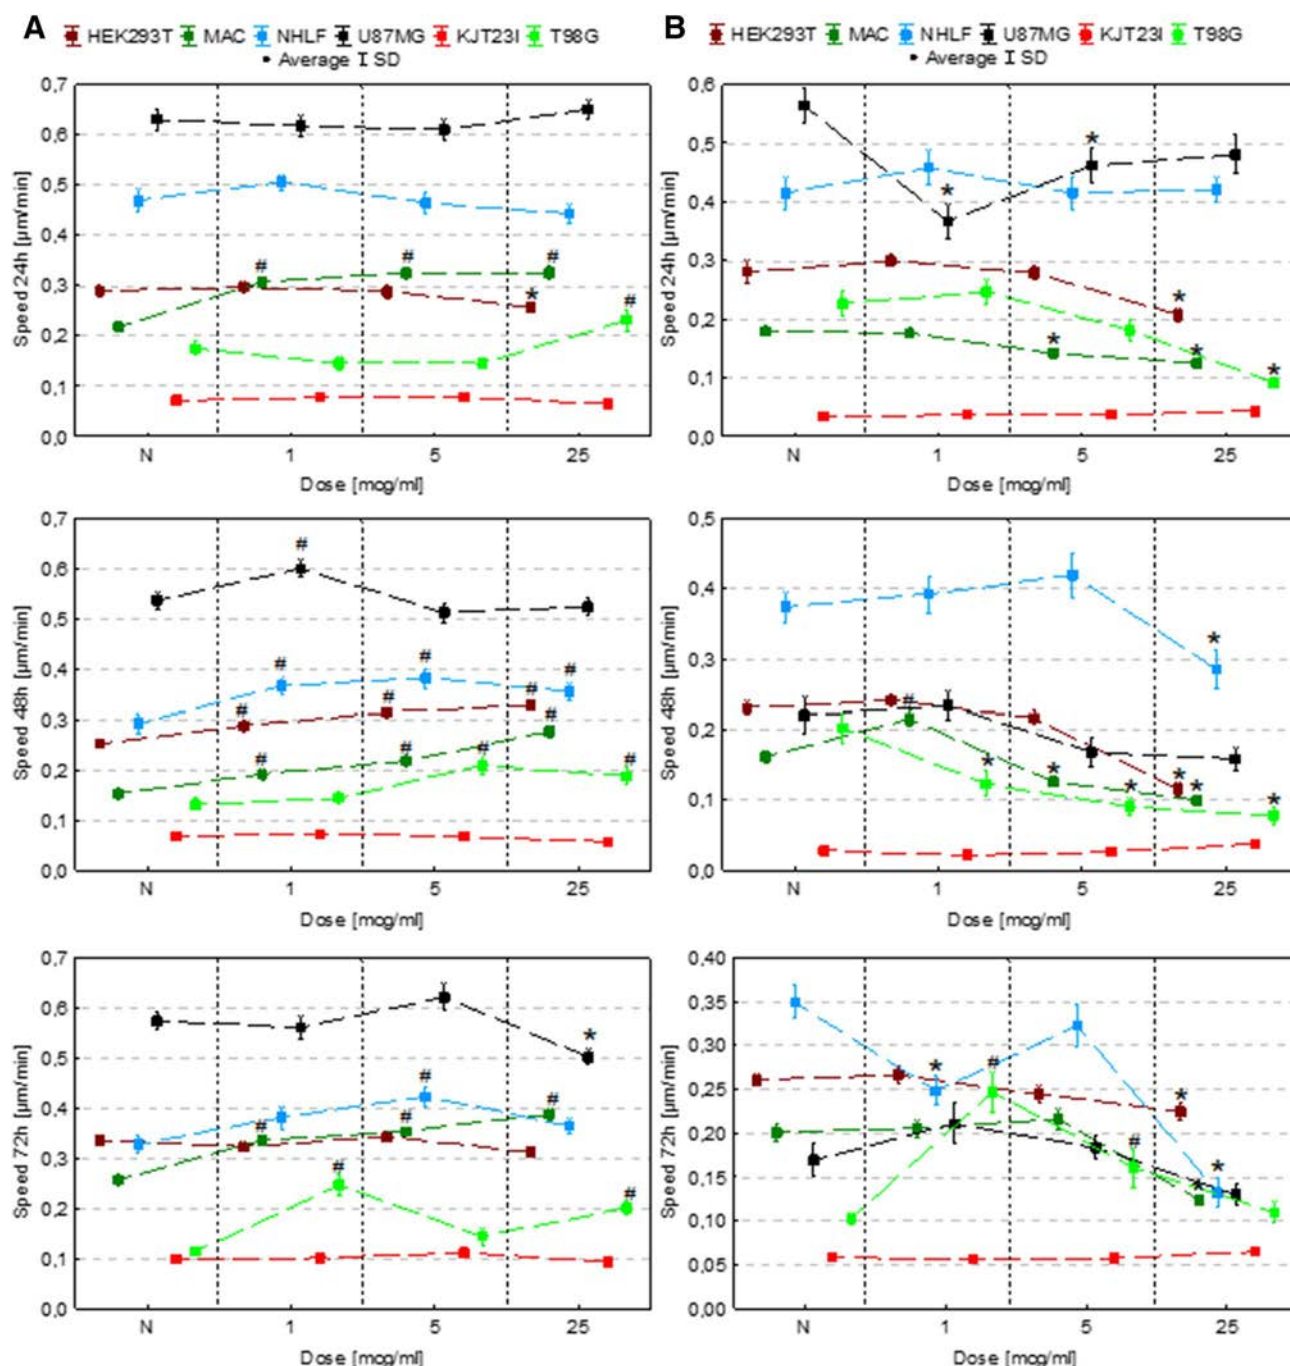 A
HEK293T MAC NHLF U87MG KJT23I T98G
Average I SD
Speed 24h [µm/min]
0,7
0,6
0,5
0,4
0,3
0,2
0,1
0,0
# # # * #
N 1 5 25
Dose [mcg/ml]
B
HEK293T MAC NHLF U87MG KJT23I T98G
Average I SD
Speed 24h [µm/min]
0,6
0,5
0,4
0,3
0,2
0,1
0,0
* * * * * *
N 1 5 25
Dose [mcg/ml]
Speed 48h [µm/min]
0,7
0,6
0,5
0,4
0,3
0,2
0,1
0,0
# # # # # # # # # # # #
N 1 5 25
Dose [mcg/ml]
Speed 48h [µm/min]
0,5
0,4
0,3
0,2
0,1
0,0
* # * * * * * *
N 1 5 25
Dose [mcg/ml]
Speed 72h [µm/min]
0,7
0,6
0,5
0,4
0,3
0,2
0,1
0,0
* # # # # # #
N 1 5 25
Dose [mcg/ml]
Speed 72h [µm/min]
0,40
0,35
0,30
0,25
0,20
0,15
0,10
0,05
0,00
* # * # * *
N 1 5 25
Dose [mcg/ml]